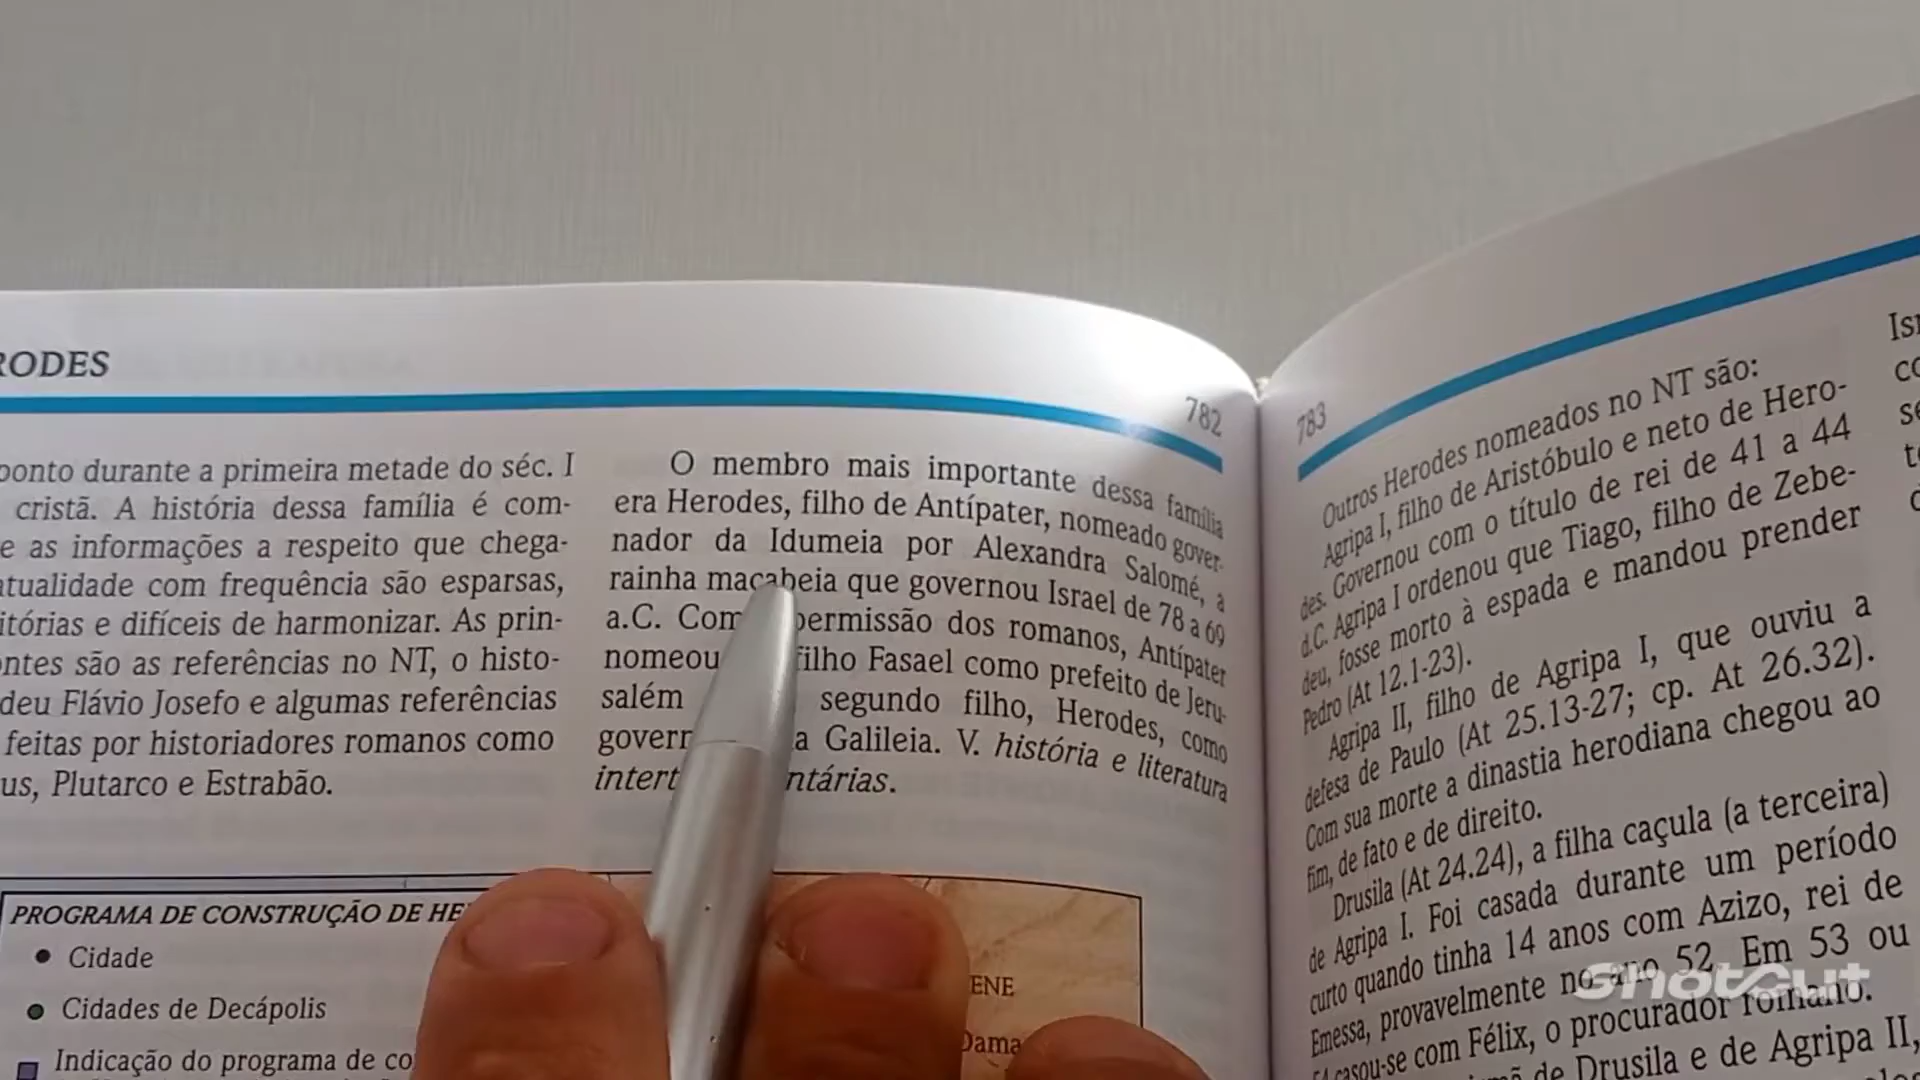 RODES
782
ponto durante a primeira metade do séc. I
cristã. A história dessa família é com-
e as informações a respeito que chega-
atualidade com frequência são esparsas,
itórias e difíceis de harmonizar. As prin-
ontes são as referências no NT, o histo-
deu Flávio Josefo e algumas referências
feitas por historiadores romanos como
us, Plutarco e Estrabão.
O membro mais importante dessa família
era Herodes, filho de Antípater, nomeado gover-
nador da Idumeia por Alexandra Salomé, a
rainha macabeia que governou Israel de 78 a 69
a.C. Com permissão dos romanos, Antípater
nomeou filho Fasael como prefeito de Jeru-
salém segundo filho, Herodes, como
govern a Galileia. V. história e literatura
intert ntárias.
PROGRAMA DE CONSTRUÇÃO DE HE
Cidade
Cidades de Decápolis
Indicação do programa de co
ENE
Dama
783
Outros Herodes nomeados no NT são:
Agripa I, filho de Aristóbulo e neto de Hero-
des. Governou com o título de rei de 41 a 44
d.C. Agripa I ordenou que Tiago, filho de Zebe-
deu, fosse morto à espada e mandou prender
Pedro (At 12.1-23).
Agripa II, filho de Agripa I, que ouviu a
defesa de Paulo (At 25.13-27; cp. At 26.32).
Com sua morte a dinastia herodiana chegou ao
fim, de fato e de direito.
Drusila (At 24.24), a filha caçula (a terceira)
de Agripa I. Foi casada durante um período
curto quando tinha 14 anos com Azizo, rei de
Emessa, provavelmente no ano 52. Em 53 ou
54 casou-se com Félix, o procurador romano.
de Drusila e de Agripa II,
Isr
co
se
Shotcut